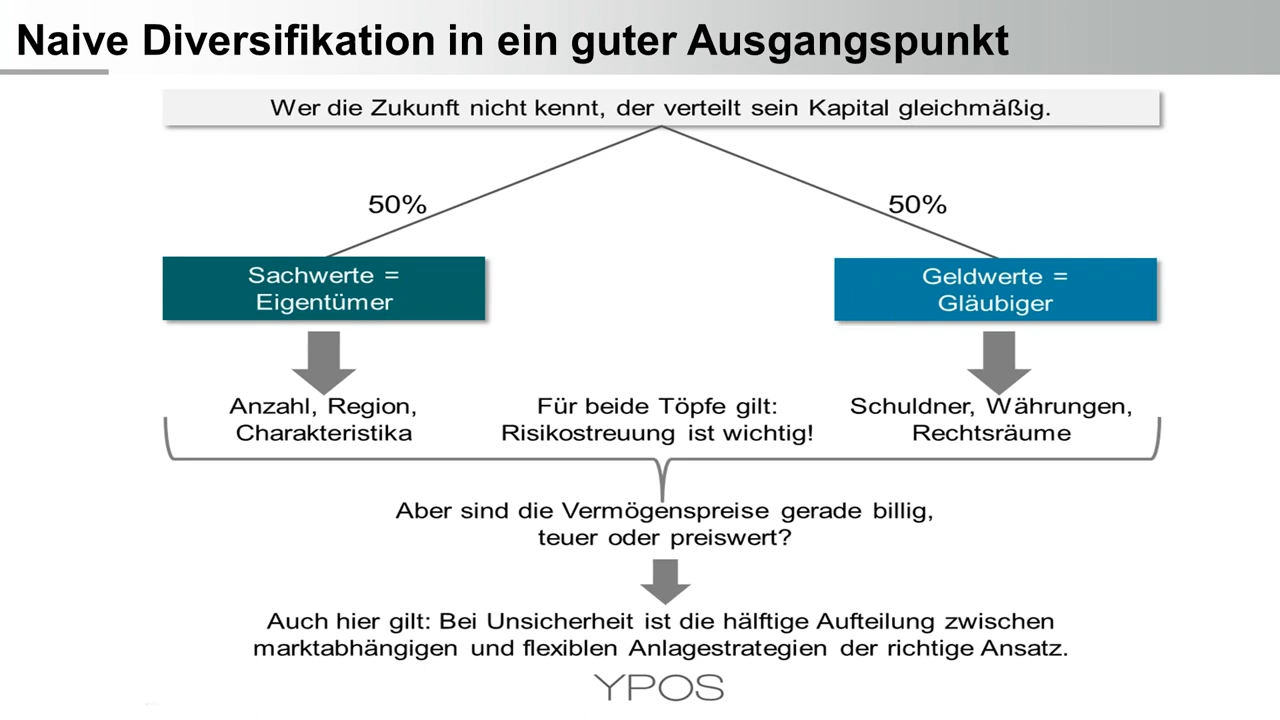 Naive Diversifikation in ein guter Ausgangspunkt
Wer die Zukunft nicht kennt, der verteilt sein Kapital gleichmäßig.
50%
50%
Sachwerte =
Eigentümer
Geldwerte =
Gläubiger
Anzahl, Region,
Charakteristika
Für beide Töpfe gilt:
Risikostreuung ist wichtig!
Schuldner, Währungen,
Rechtsräume
Aber sind die Vermögenspreise gerade billig,
teuer oder preiswert?
Auch hier gilt: Bei Unsicherheit ist die hälftige Aufteilung zwischen
marktabhängigen und flexiblen Anlagestrategien der richtige Ansatz.
YPOS